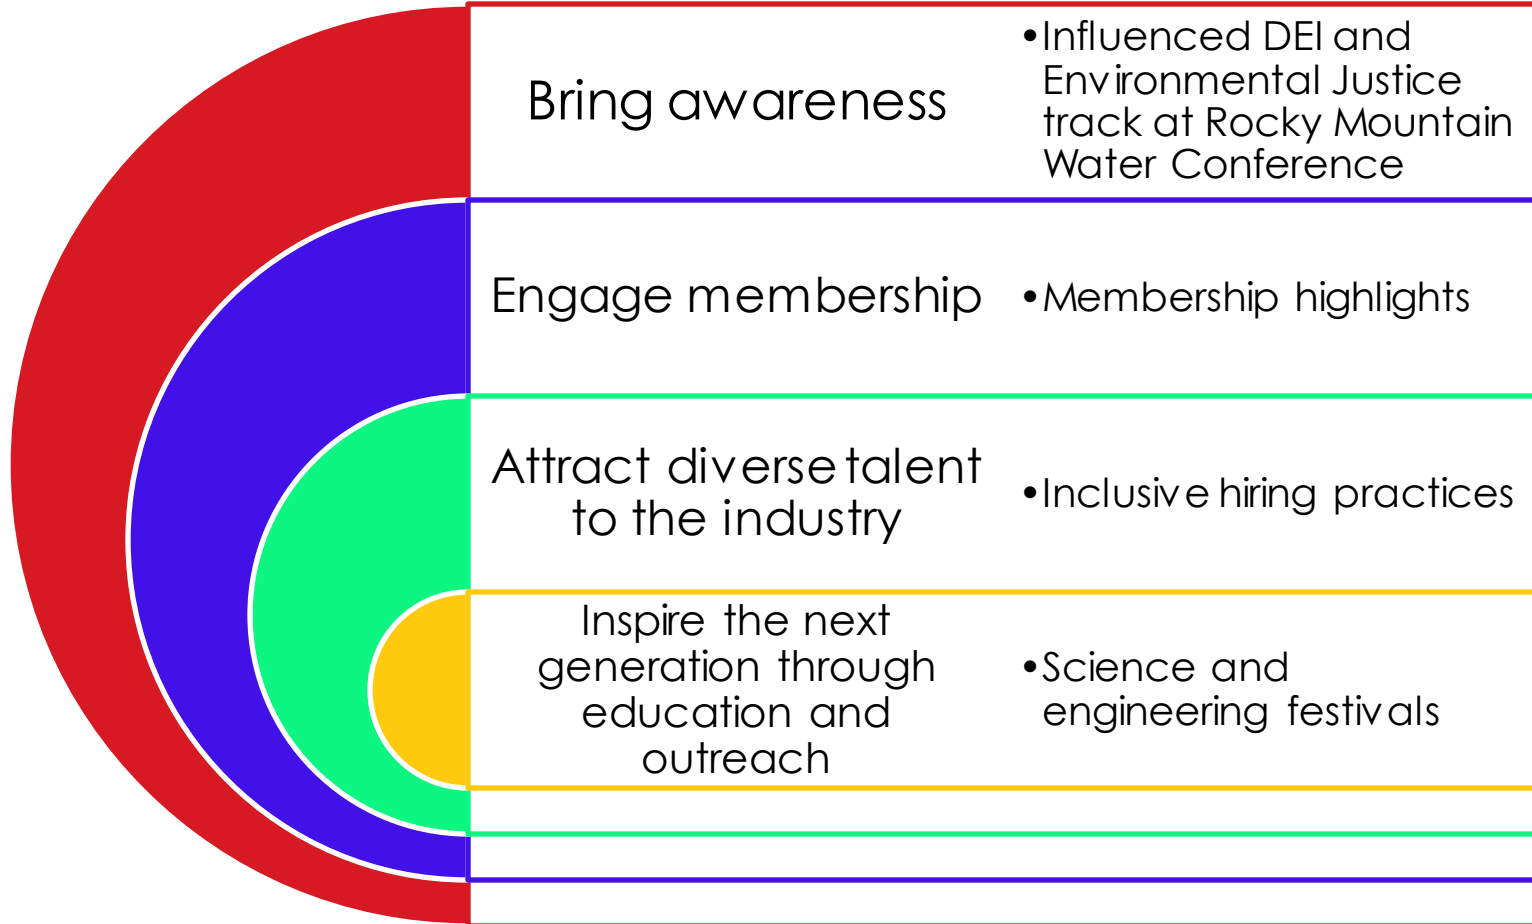 Bring awareness
•Influenced DEI and
Environmental Justice
track at Rocky Mountain
Water Conference
Engage membership
•Membership highlights
Attract diverse talent
to the industry
•Inclusive hiring practices
Inspire the next
generation through
education and
outreach
•Science and
engineering festivals